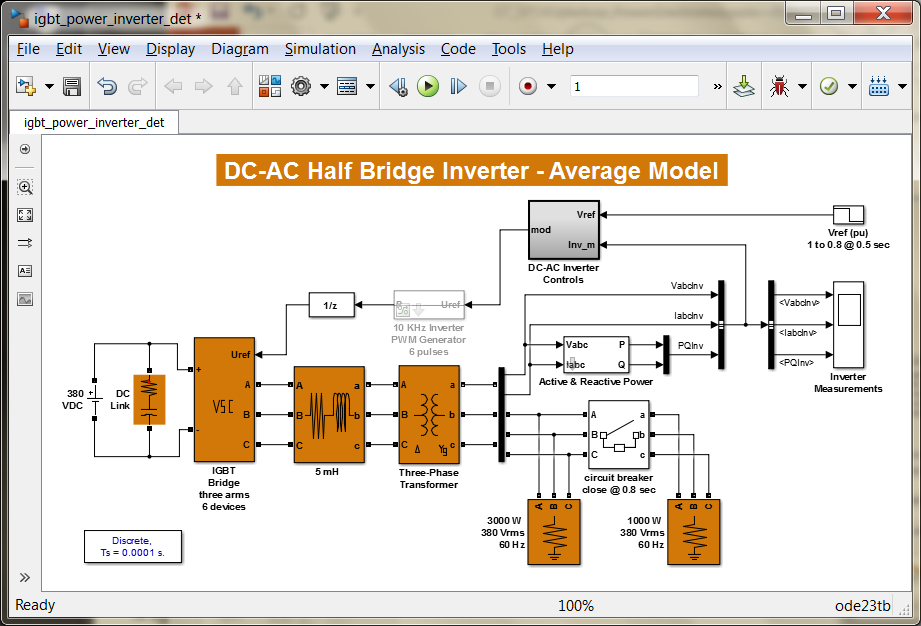 igbt_power_inverter_det *
File Edit View Display Diagram Simulation Analysis Code Tools Help
1
»
igbt_power_inverter_det
DC-AC Half Bridge Inverter - Average Model
Vref
mod
Inv_m
DC-AC Inverter
Controls
Vref (pu)
1 to 0.8 @ 0.5 sec
1/z
P
Uref
10 KHz Inverter
PWM Generator
6 pulses
VabcInv
IabcInv
PQInv
<VabcInv>
<IabcInv>
<PQInv>
Inverter
Measurements
Vabc
Iabc
P
Q
Active & Reactive Power
380
VDC
+
DC
Link
Uref
+
-
VSC
A
B
C
IGBT
Bridge
three arms
6 devices
A
B
C
a
b
c
5 mH
A
B
C
a
b
c
Δ
Yg
Three-Phase
Transformer
A
B
C
a
b
c
circuit breaker
close @ 0.8 sec
A B C
3000 W
380 Vrms
60 Hz
A B C
1000 W
380 Vrms
60 Hz
Discrete,
Ts = 0.0001 s.
»
Ready
100%
ode23tb